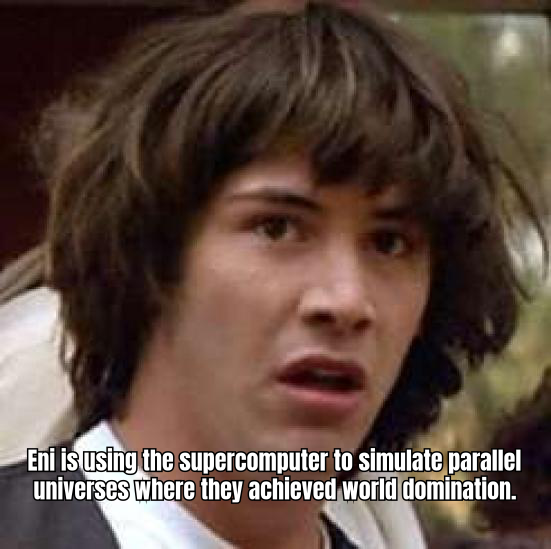 Eni is using the supercomputer to simulate parallel
universes where they achieved world domination.